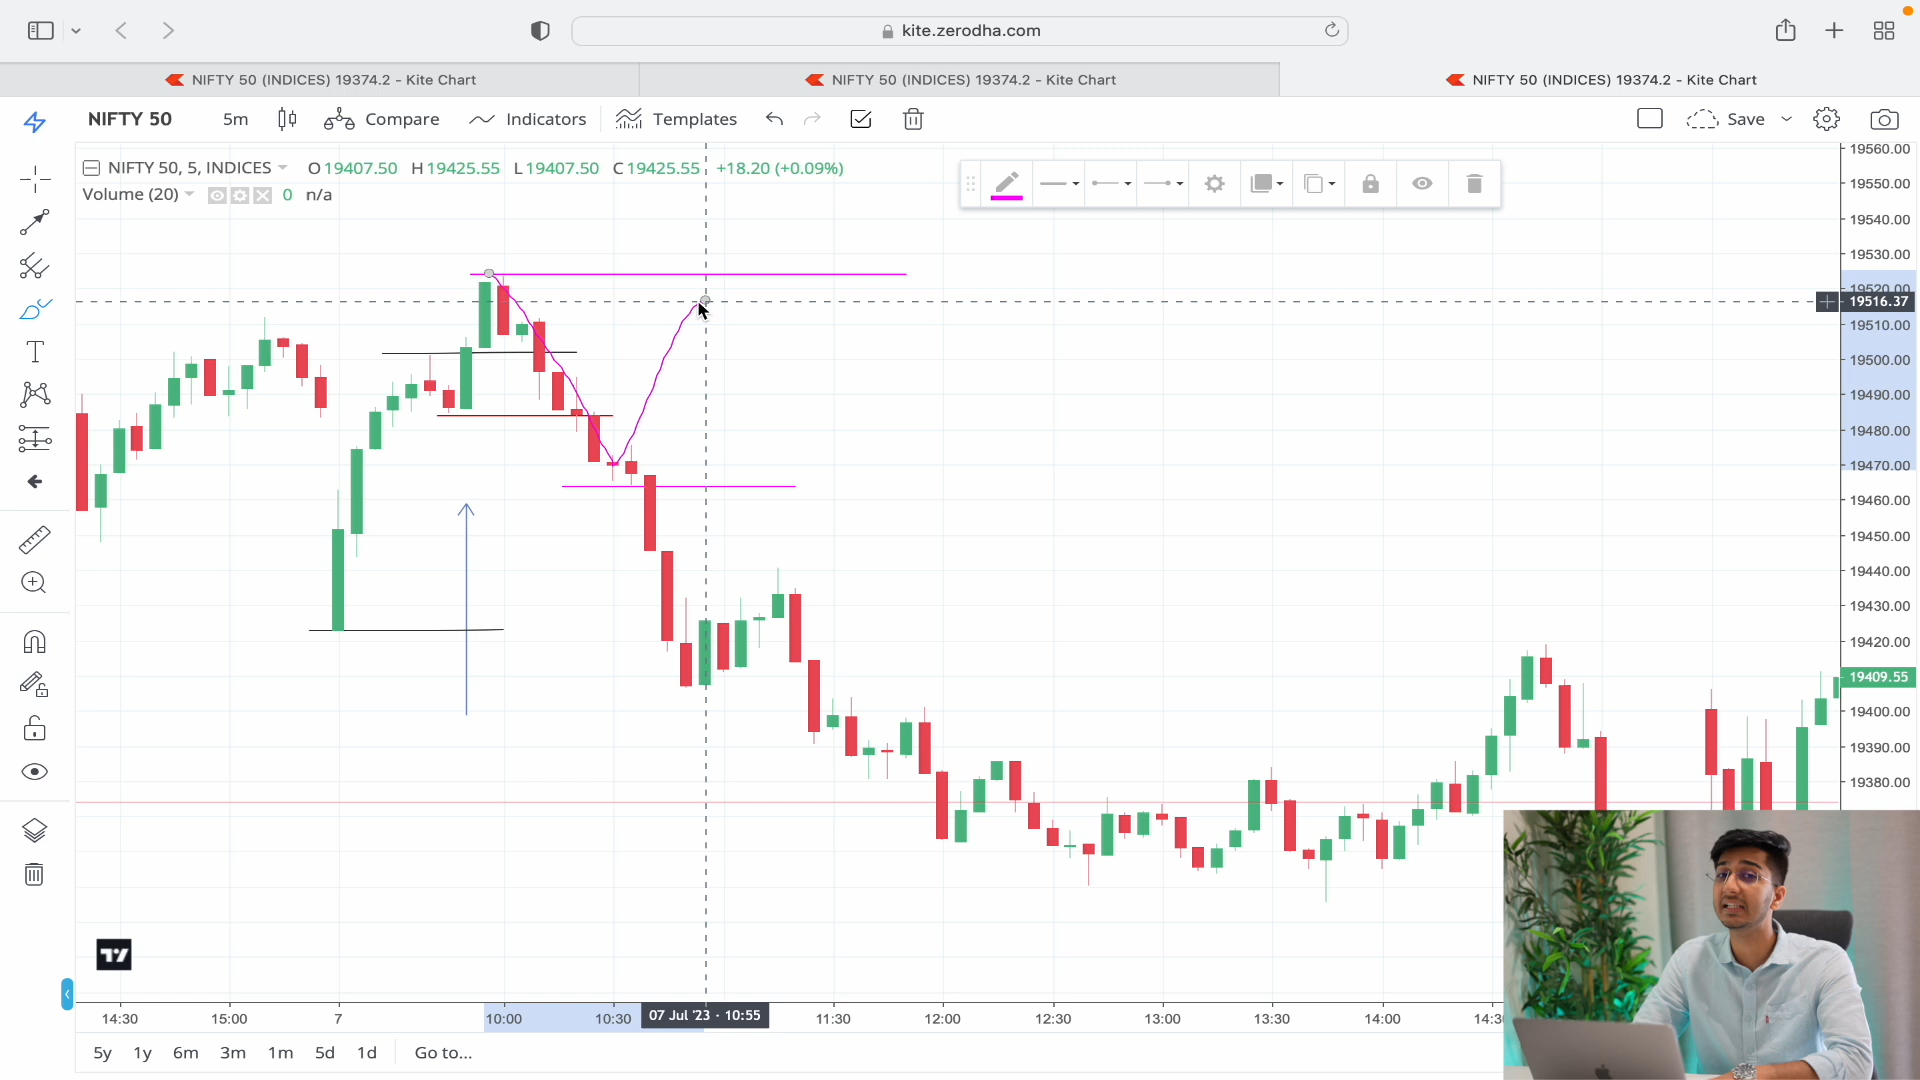 kite.zerodha.com
NIFTY 50 (INDICES) 19374.2 - Kite Chart
NIFTY 50 (INDICES) 19374.2 - Kite Chart
NIFTY 50 (INDICES) 19374.2 - Kite Chart
NIFTY 50 5m Compare Indicators Templates Save
NIFTY 50, 5, INDICES O 19407.50 H 19425.55 L 19407.50 C 19425.55 +18.20 (+0.09%)
Volume (20) 0 n/a
19560.00
19550.00
19540.00
19530.00
19520.00
19516.37
19510.00
19500.00
19490.00
19480.00
19470.00
19460.00
19450.00
19440.00
19430.00
19420.00
19409.55
19400.00
19390.00
19380.00
14:30 15:00 7 10:00 10:30 07 Jul '23 · 10:55 11:30 12:00 12:30 13:00 13:30 14:00
5y 1y 6m 3m 1m 5d 1d Go to...